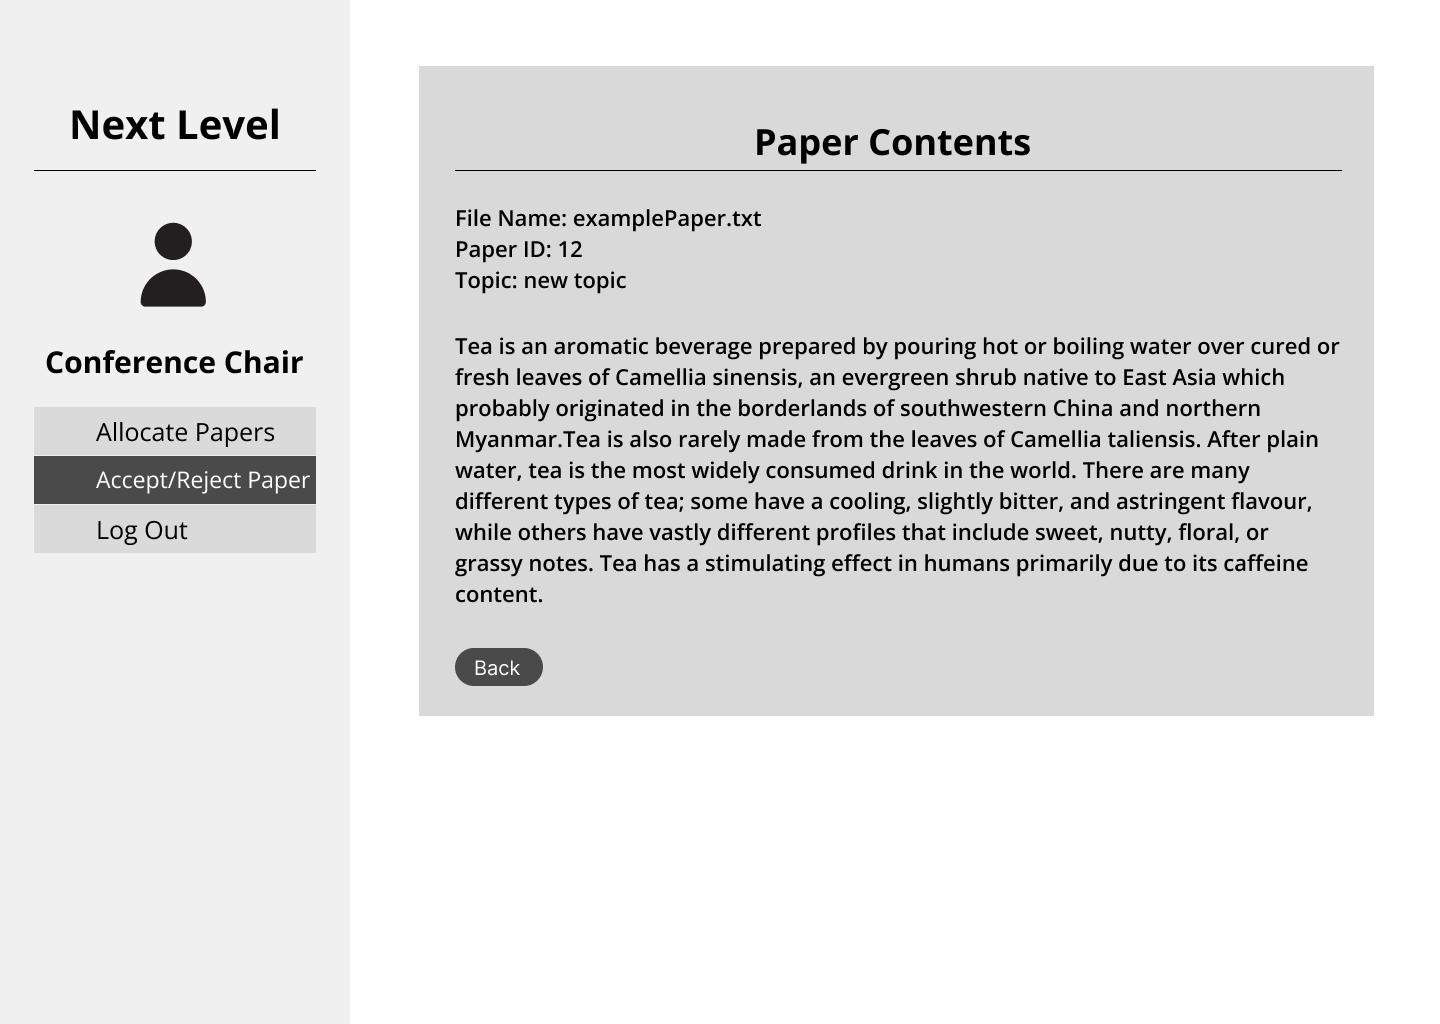 Next Level
Conference Chair
Allocate Papers
Accept/Reject Paper
Log Out
Paper Contents
File Name: examplePaper.txt
Paper ID: 12
Topic: new topic
Tea is an aromatic beverage prepared by pouring hot or boiling water over cured or
fresh leaves of Camellia sinensis, an evergreen shrub native to East Asia which
probably originated in the borderlands of southwestern China and northern
Myanmar.Tea is also rarely made from the leaves of Camellia taliensis. After plain
water, tea is the most widely consumed drink in the world. There are many
different types of tea; some have a cooling, slightly bitter, and astringent flavour,
while others have vastly different profiles that include sweet, nutty, floral, or
grassy notes. Tea has a stimulating effect in humans primarily due to its caffeine
content.
Back